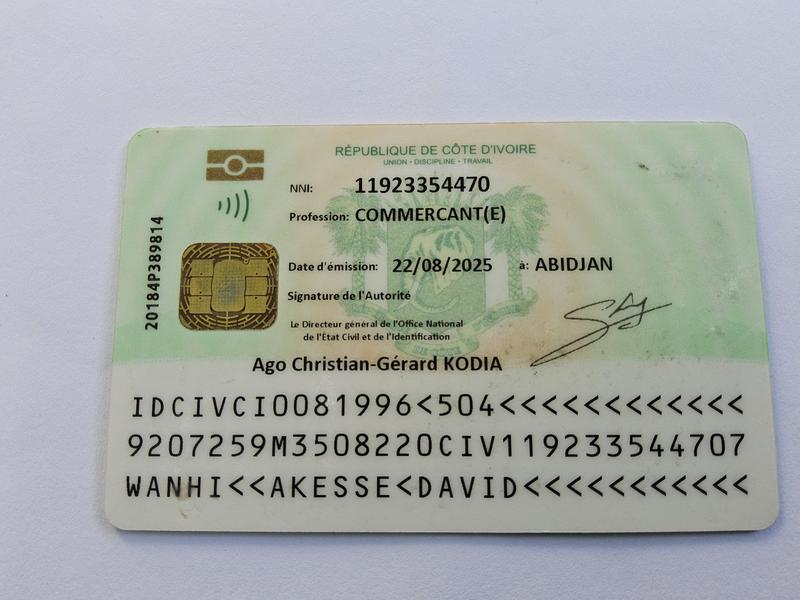 RÉPUBLIQUE DE CÔTE D'IVOIRE
UNION - DISCIPLINE - TRAVAIL
NNI: 11923354470
Profession: COMMERCANT(E)
20184P389814
Date d'émission: 22/08/2025 à: ABIDJAN
Signature de l'Autorité
Le Directeur général de l'Office National
de l'État Civil et de l'Identification
Ago Christian-Gérard KODIA
IDCIVCI0081996<504<<<<<<<<<<<<
9207259M3508220CIV119233544707
WANHI<<AKESSE<DAVID<<<<<<<<<<<